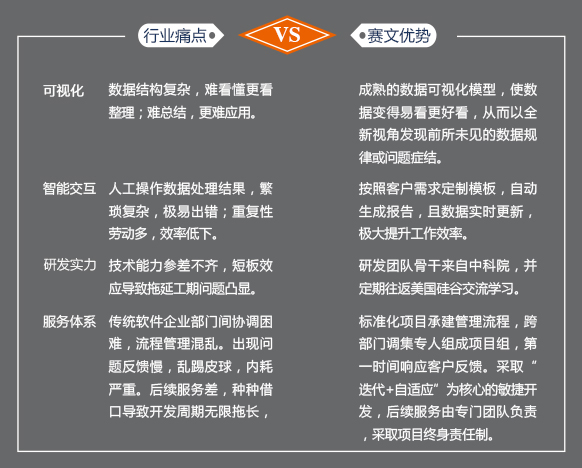 行业痛点
VS
赛文优势
可视化
数据结构复杂，难看懂更看
整理；难总结，更难应用。
成熟的数据可视化模型，使数
据变得易看更好看，从而以全
新视角发现前所未见的数据规
律或问题症结。
智能交互
人工操作数据处理结果，繁
琐复杂，极易出错；重复性
劳动多，效率低下。
按照客户需求定制模板，自动
生成报告，且数据实时更新，
极大提升工作效率。
研发实力
技术能力参差不齐，短板效
应导致拖延工期问题凸显。
研发团队骨干来自中科院，并
定期往返美国硅谷交流学习。
服务体系
传统软件企业部门间协调困
难，流程管理混乱。出现问
题反馈慢，乱踢皮球，内耗
严重。后续服务差，种种借
口导致开发周期无限拖长，
标准化项目承建管理流程，跨
部门调集专人组成项目组，第
一时间响应客户反馈。采取“
迭代+自适应”为核心的敏捷开
发，后续服务由专门团队负责
，采取项目终身责任制。